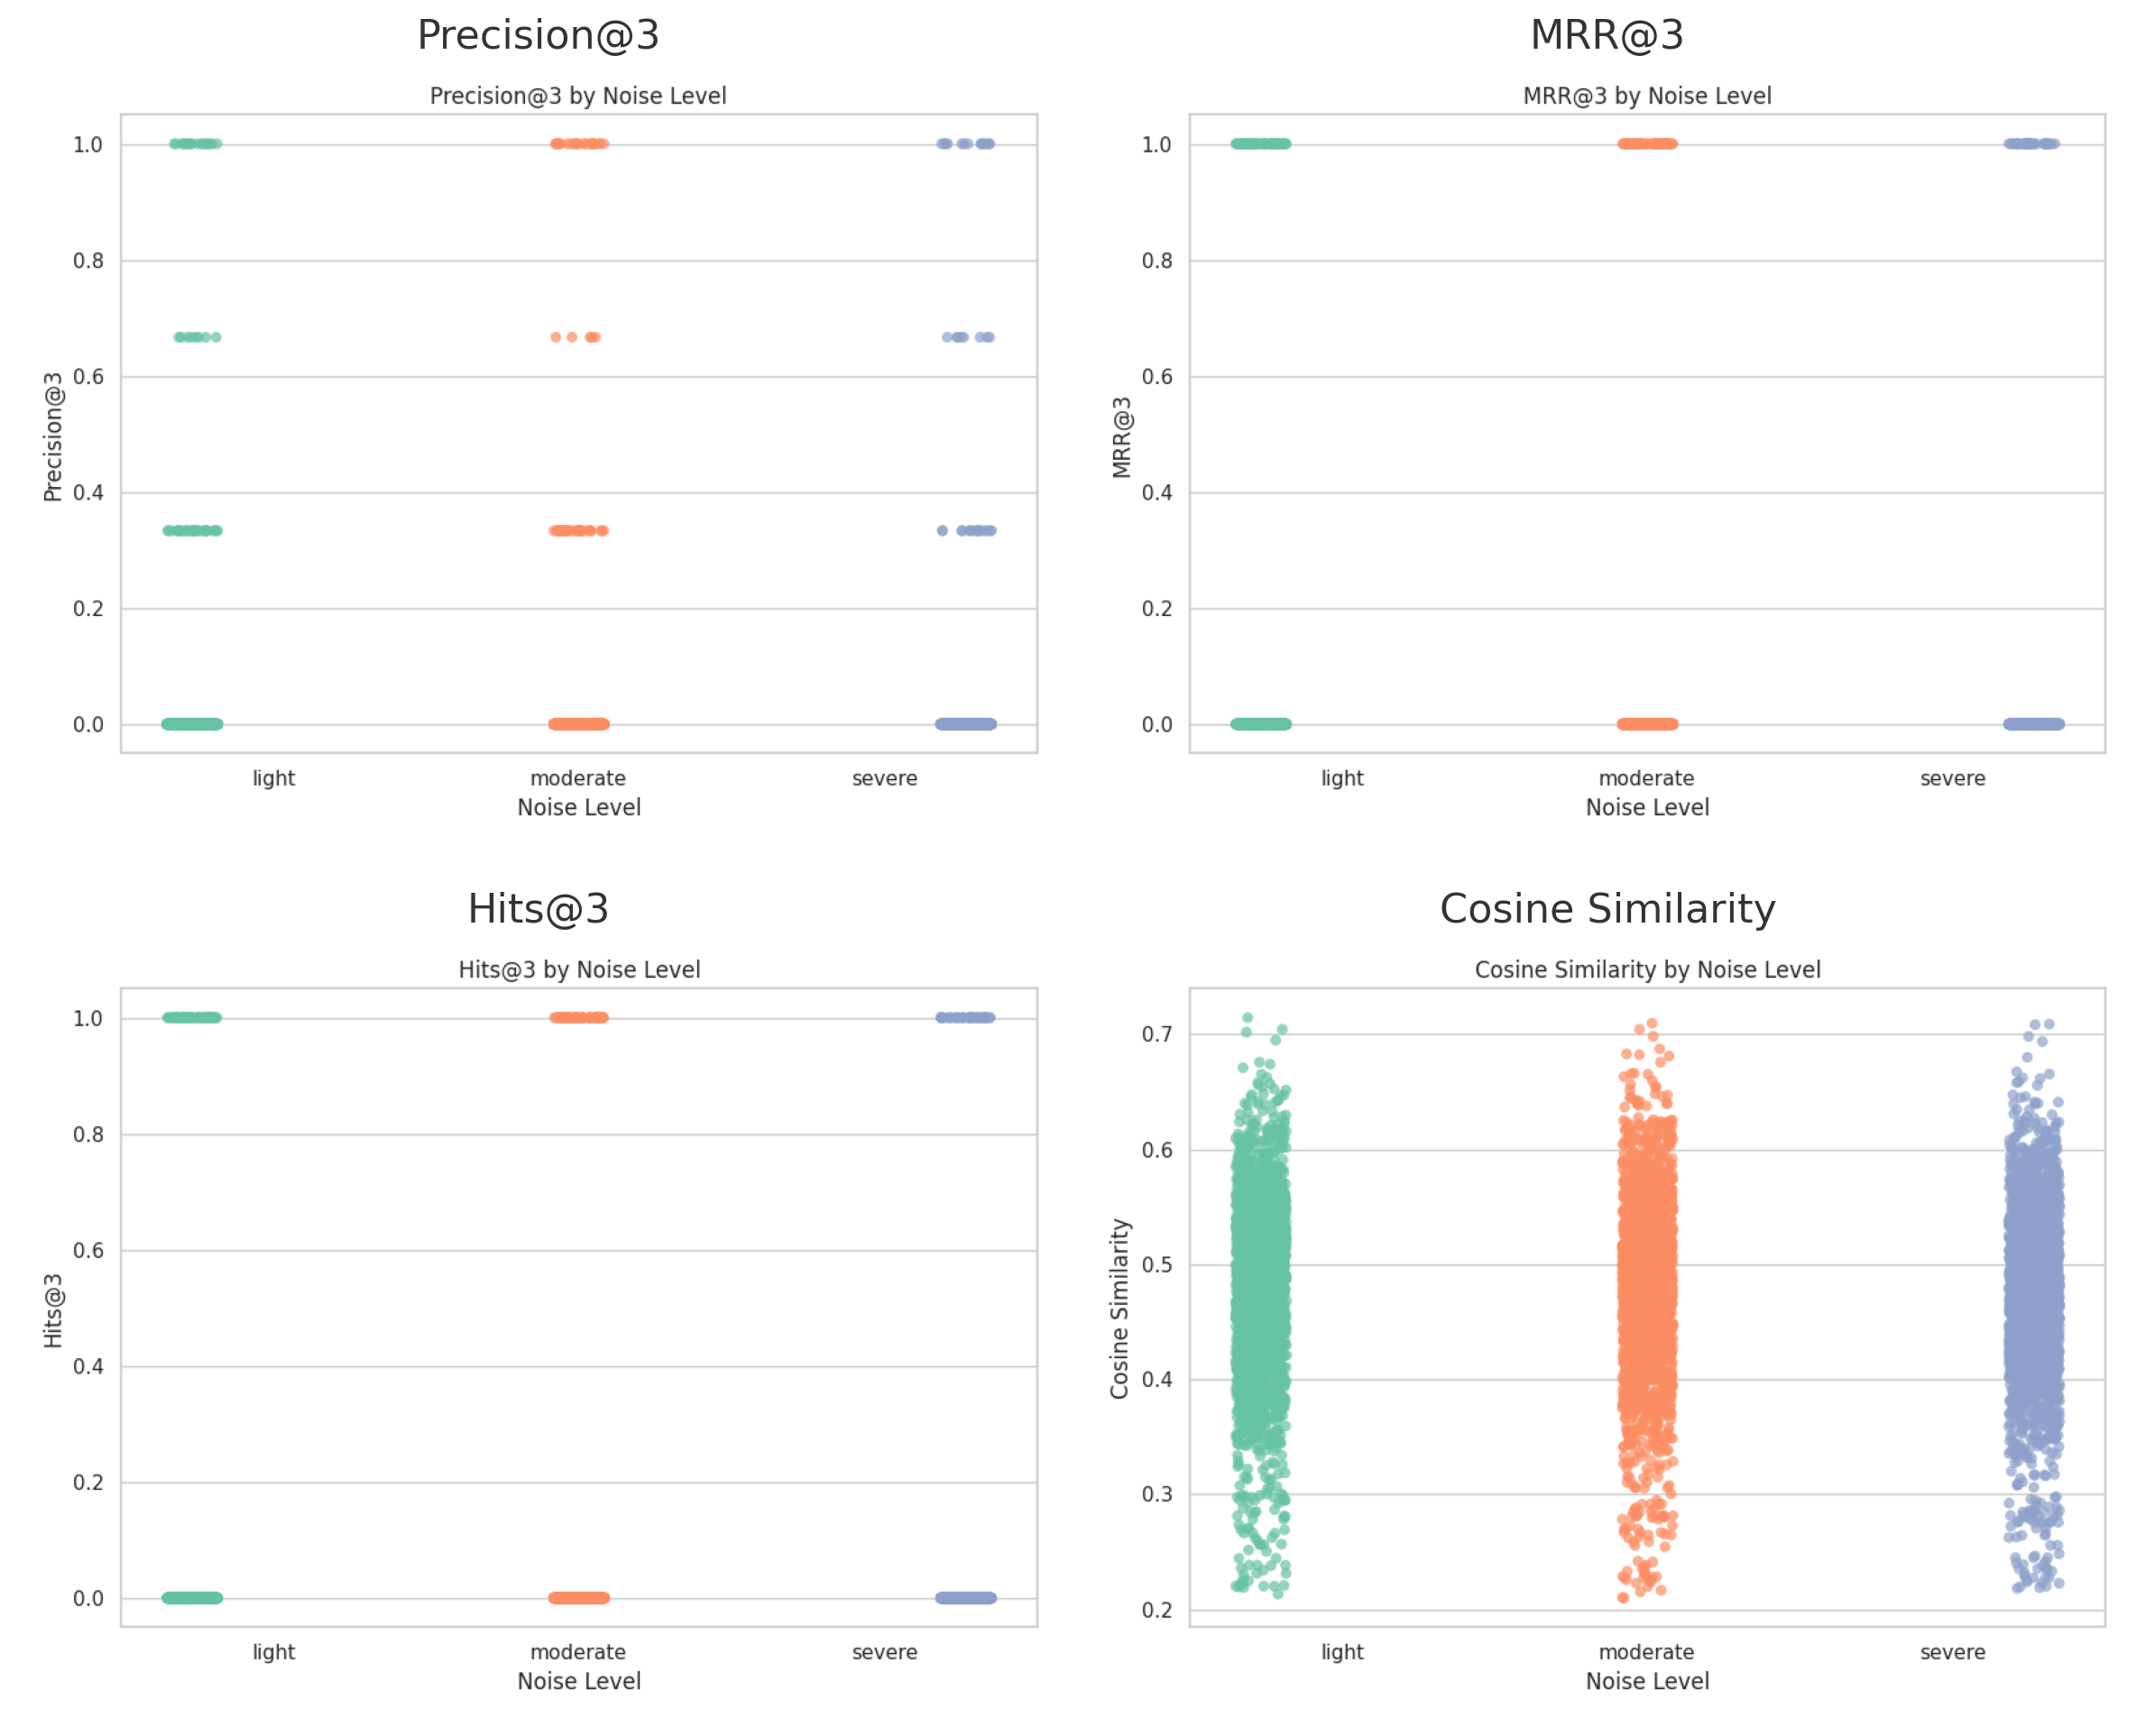 Precision@3
Precision@3 by Noise Level
Precision@3
1.0
0.8
0.6
0.4
0.2
0.0
light moderate severe
Noise Level
MRR@3
MRR@3 by Noise Level
MRR@3
1.0
0.8
0.6
0.4
0.2
0.0
light moderate severe
Noise Level
Hits@3
Hits@3 by Noise Level
Hits@3
1.0
0.8
0.6
0.4
0.2
0.0
light moderate severe
Noise Level
Cosine Similarity
Cosine Similarity by Noise Level
Cosine Similarity
0.7
0.6
0.5
0.4
0.3
0.2
light moderate severe
Noise Level